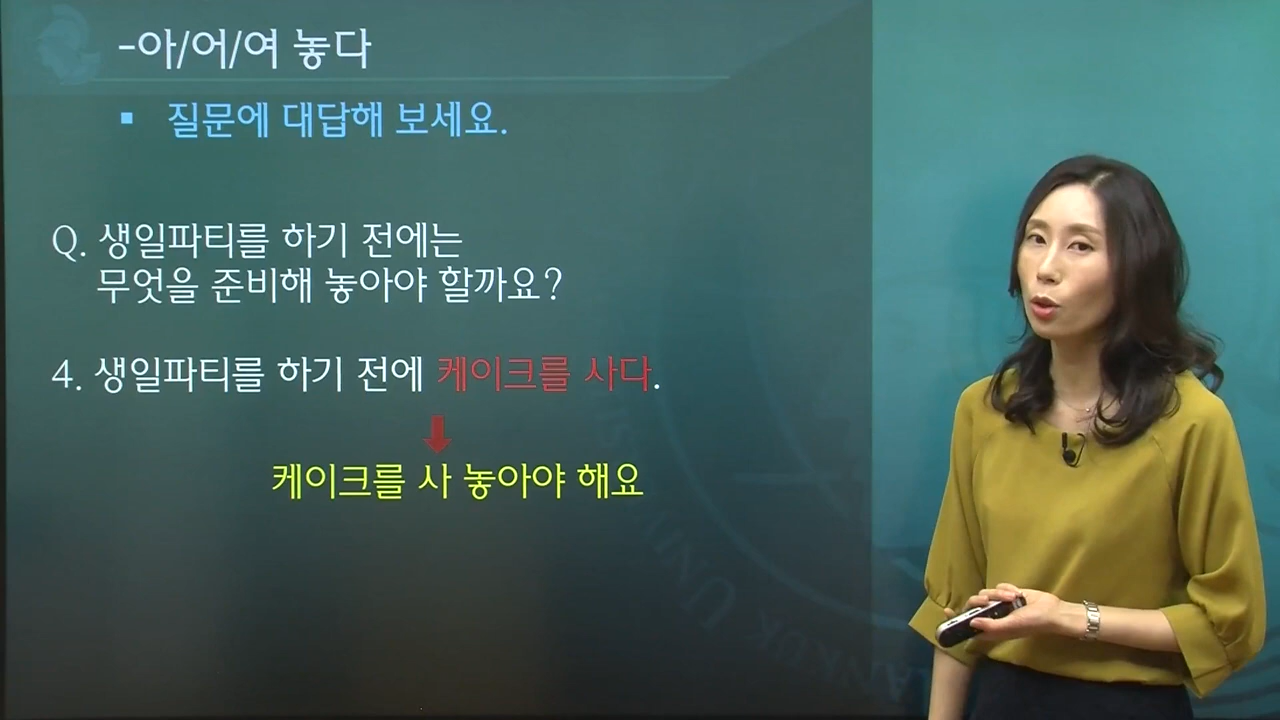 -아/어/여 놓다
▪ 질문에 대답해 보세요.
Q. 생일파티를 하기 전에는
무엇을 준비해 놓아야 할까요?
4. 생일파티를 하기 전에 케이크를 사다.
케이크를 사 놓아야 해요